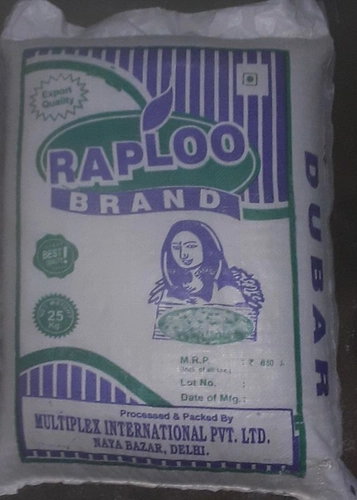 Export
Quality
RAPLOO
BRAND
BEST
25
Kg
M.R.P. : ₹
Lot No. :
Date of Mfg. :
Processed & Packed By
MULTIPLEX INTERNATIONAL PVT. LTD.
NAYA BAZAR, DELHI.
DUBAR